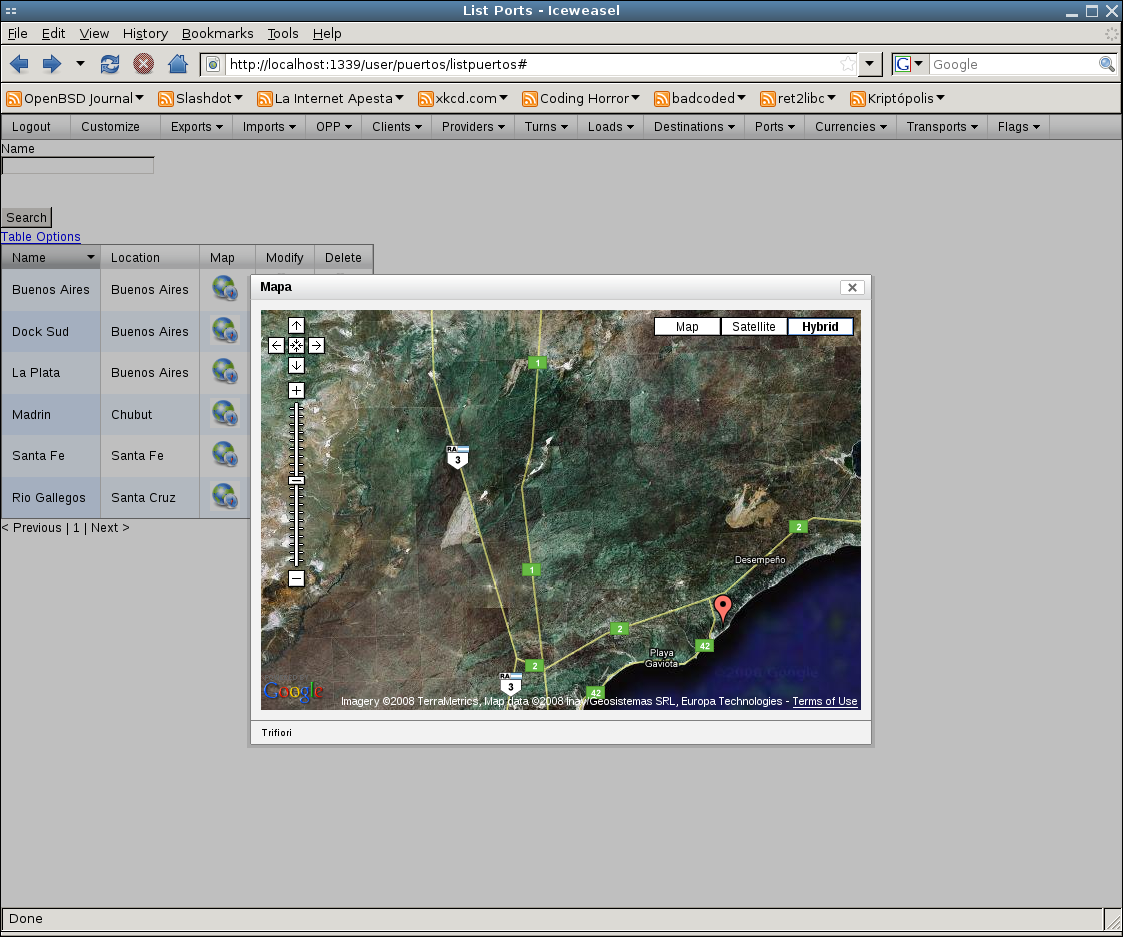 List Ports - Iceweasel
File Edit View History Bookmarks Tools Help
http://localhost:1339/user/puertos/listpuertos# G Google
OpenBSD Journal Slashdot La Internet Apesta xkcd.com Coding Horror badcoded ret2libc Kriptópolis
Logout Customize Exports Imports OPP Clients Providers Turns Loads Destinations Ports Currencies Transports Flags
Name
Search
Table Options
Name Location Map Modify Delete
Buenos Aires Buenos Aires
Dock Sud Buenos Aires
La Plata Buenos Aires
Madrin Chubut
Santa Fe Santa Fe
Rio Gallegos Santa Cruz
< Previous | 1 | Next >
Mapa
Map Satellite Hybrid
1
RA
3
2
Desempeño
1
2
42
Playa
Gaviota
2
RA
3
42
©2008 Google
Google
Imagery ©2008 TerraMetrics, Map data ©2008 Inav/Geosistemas SRL, Europa Technologies - Terms of Use
Trifiori
Done